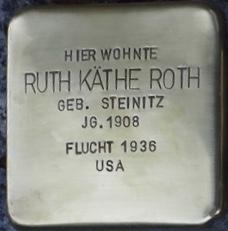 HIER WOHNTE
RUTH KÄTHE ROTH
GEB. STEINITZ
JG. 1908
FLUCHT 1936
USA